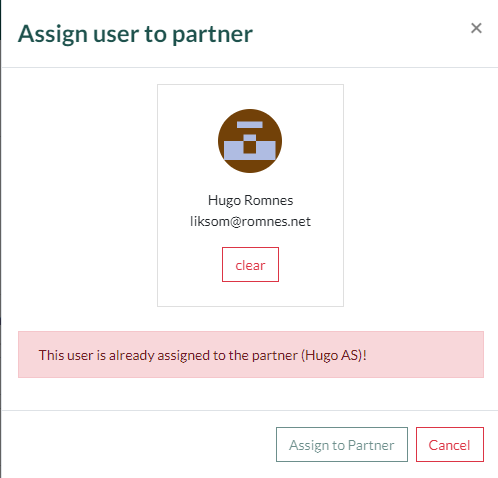 Assign user to partner
×
Hugo Romnes
liksom@romnes.net
clear
This user is already assigned to the partner (Hugo AS)!
Assign to Partner
Cancel